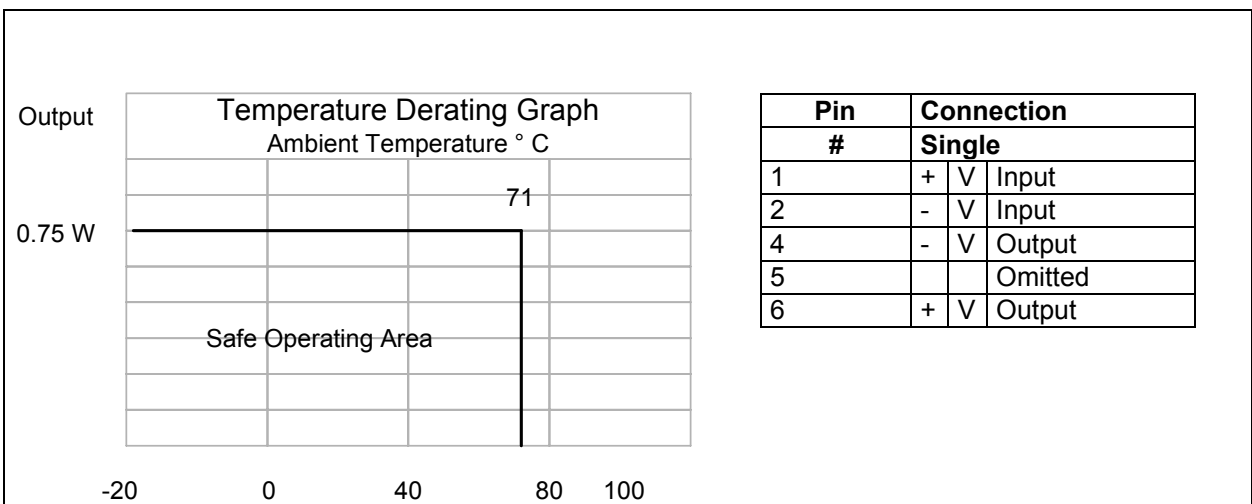 Temperature Derating Graph
Ambient Temperature ° C
Output
71
0.75 W
Safe Operating Area
-20 0 40 80 100
Pin Connection
# Single
1 + V Input
2 - V Input
4 - V Output
5 Omitted
6 + V Output